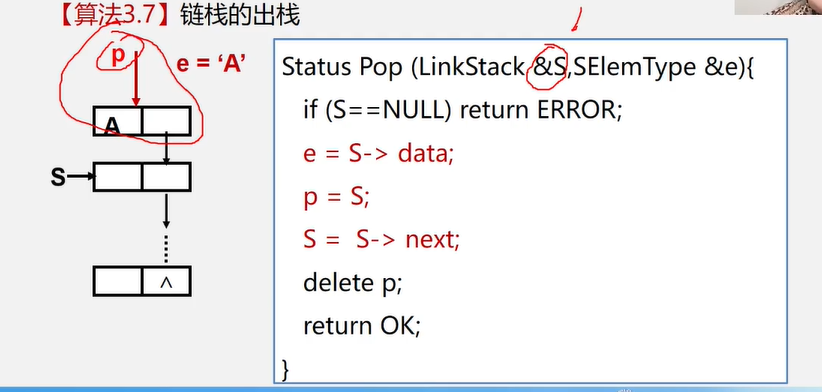 【算法3.7】链栈的出栈
p
e = ‘A’
A
S
^
Status Pop (LinkStack &S,SElemType &e){
if (S==NULL) return ERROR;
e = S-> data;
p = S;
S = S-> next;
delete p;
return OK;
}